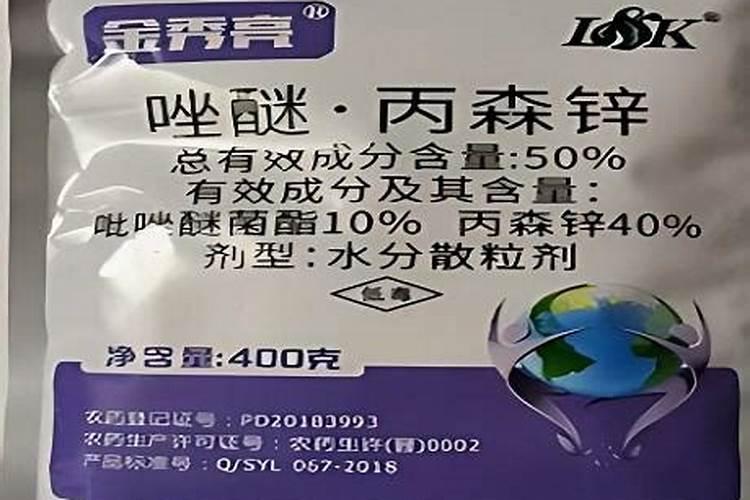 金秀亮®
L&K
唑醚·丙森锌
总有效成分含量:50%
有效成分及其含量:
吡唑醚菌酯10% 丙森锌40%
剂型:水分散粒剂
低毒
净含量:400克
农药登记证号:PD20183993
农药生产许可证号:农药生许(晋)0002
产品标准号:Q/SYL 067-2018